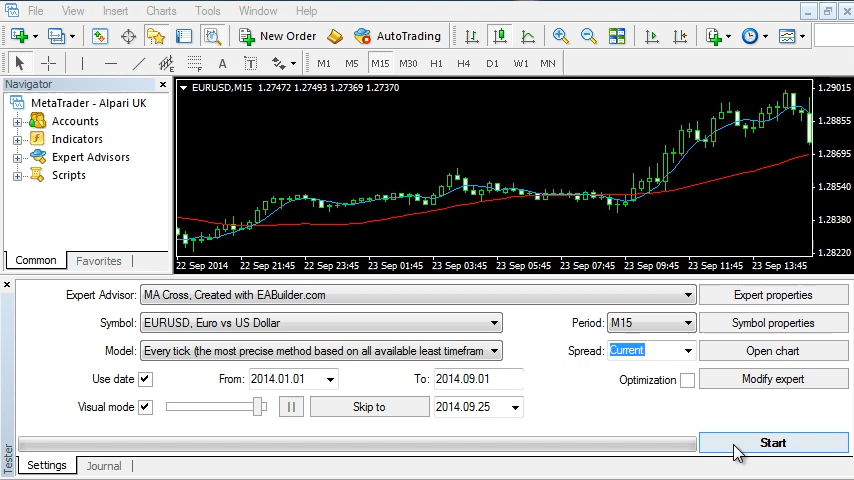 File View Insert Charts Tools Window Help
New Order AutoTrading
A T M1 M5 M15 M30 H1 H4 D1 W1 MN
Navigator
MetaTrader - Alpari UK
Accounts
Indicators
Expert Advisors
Scripts
Common Favorites
EURUSD,M15 1.27472 1.27493 1.27369 1.27370
1.29015
1.28855
1.28695
1.28540
1.28380
1.28220
22 Sep 2014 22 Sep 21:45 22 Sep 23:45 23 Sep 01:45 23 Sep 03:45 23 Sep 05:45 23 Sep 07:45 23 Sep 09:45 23 Sep 11:45 23 Sep 13:45
Expert Advisor: MA Cross, Created with EABuilder.com Expert properties
Symbol: EURUSD, Euro vs US Dollar Period: M15 Symbol properties
Model: Every tick (the most precise method based on all available least timefram Spread: Current Open chart
Use date From: 2014.01.01 To: 2014.09.01 Optimization Modify expert
Visual mode Skip to 2014.09.25
Start
Tester
Settings Journal